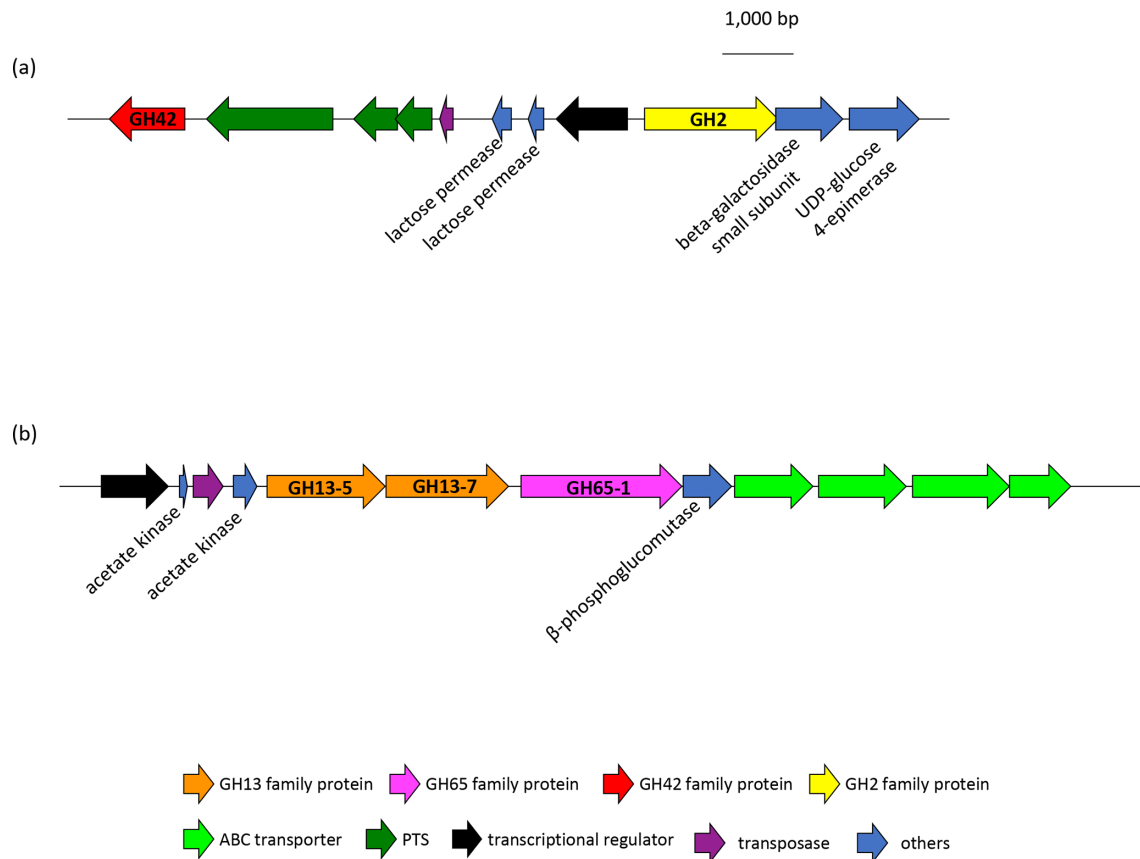 1,000 bp
(a)
GH42
GH2
lactose permease
lactose permease
beta-galactosidase
small subunit
UDP-glucose
4-epimerase
(b)
GH13-5
GH13-7
GH65-1
acetate kinase
acetate kinase
β-phosphoglucomutase
GH13 family protein
GH65 family protein
GH42 family protein
GH2 family protein
ABC transporter
PTS
transcriptional regulator
transposase
others